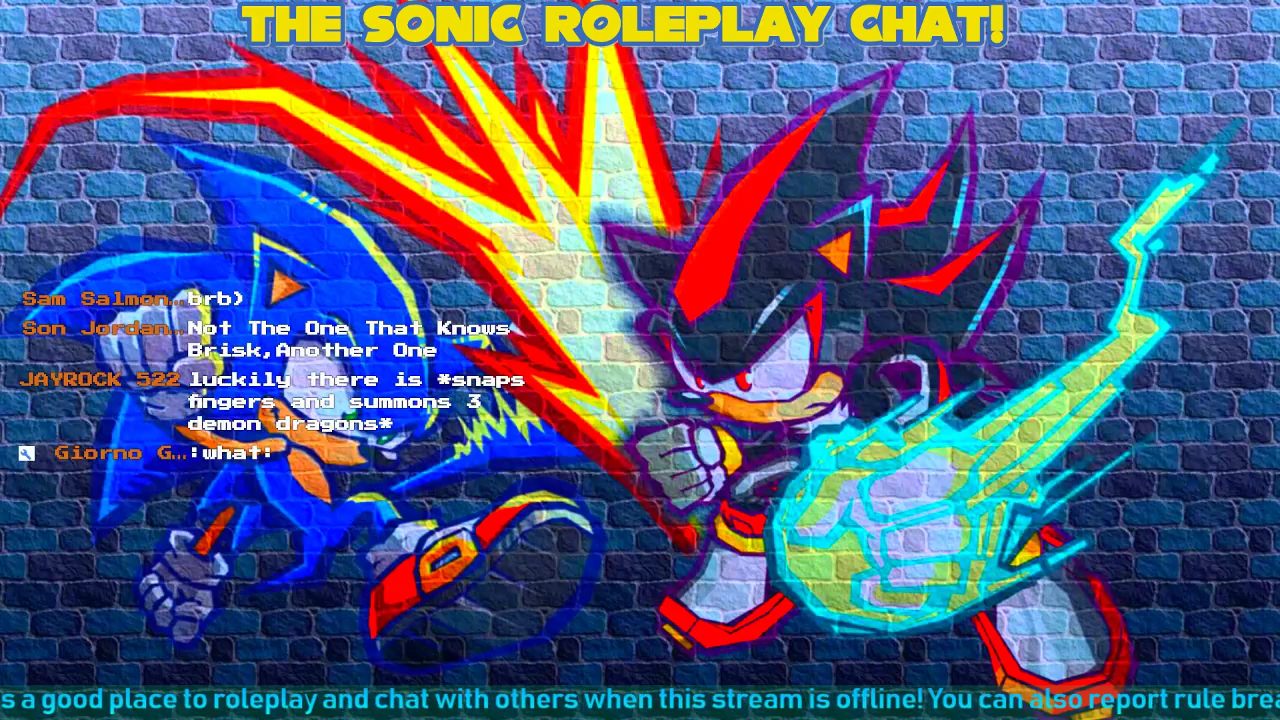 THE SONIC ROLEPLAY CHAT!
Sam Salmon... brb)
Son Jordan... Not The One That Knows
Brisk,Another One
JAYROCK 522 luckily there is *snaps
fingers and summons 3
demon dragons*
Giorno G... :what:
s a good place to roleplay and chat with others when this stream is offline! You can also report rule brea